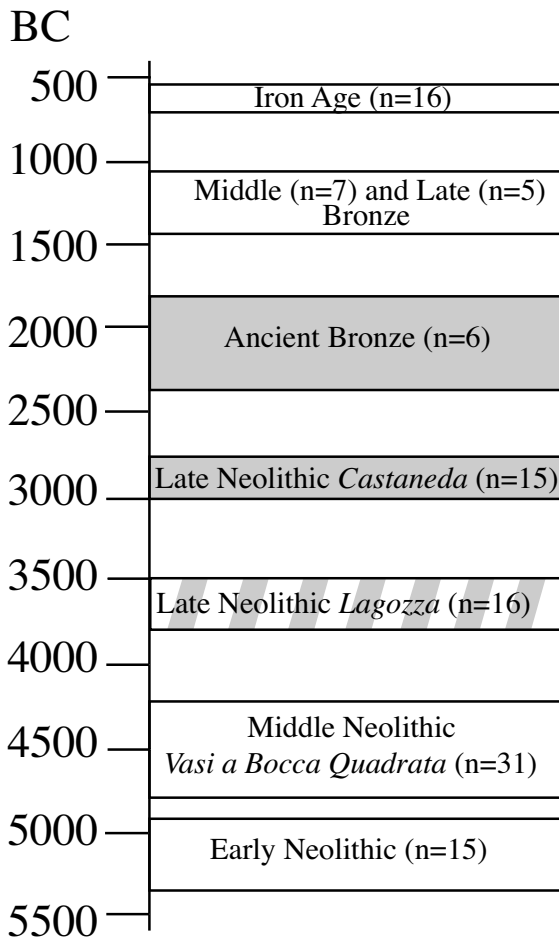 BC
500
Iron Age (n=16)
1000
Middle (n=7) and Late (n=5)
Bronze
1500
2000
Ancient Bronze (n=6)
2500
Late Neolithic Castaneda (n=15)
3000
3500
Late Neolithic Lagozza (n=16)
4000
Middle Neolithic
4500
Vasi a Bocca Quadrata (n=31)
5000
Early Neolithic (n=15)
5500